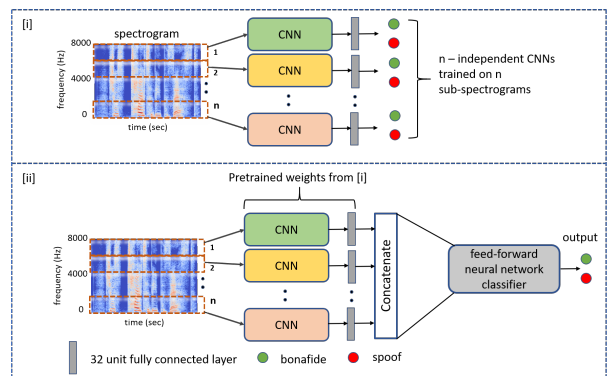 [i]
spectrogram
frequency (Hz)
8000
4000
0
time (sec)
1
2
n
CNN
CNN
CNN
n – independent CNNs
trained on n
sub-spectrograms
[ii]
Pretrained weights from [i]
frequency (Hz)
8000
4000
0
time (sec)
1
2
n
CNN
CNN
CNN
Concatenate
feed-forward
neural network
classifier
output
32 unit fully connected layer
bonafide
spoof